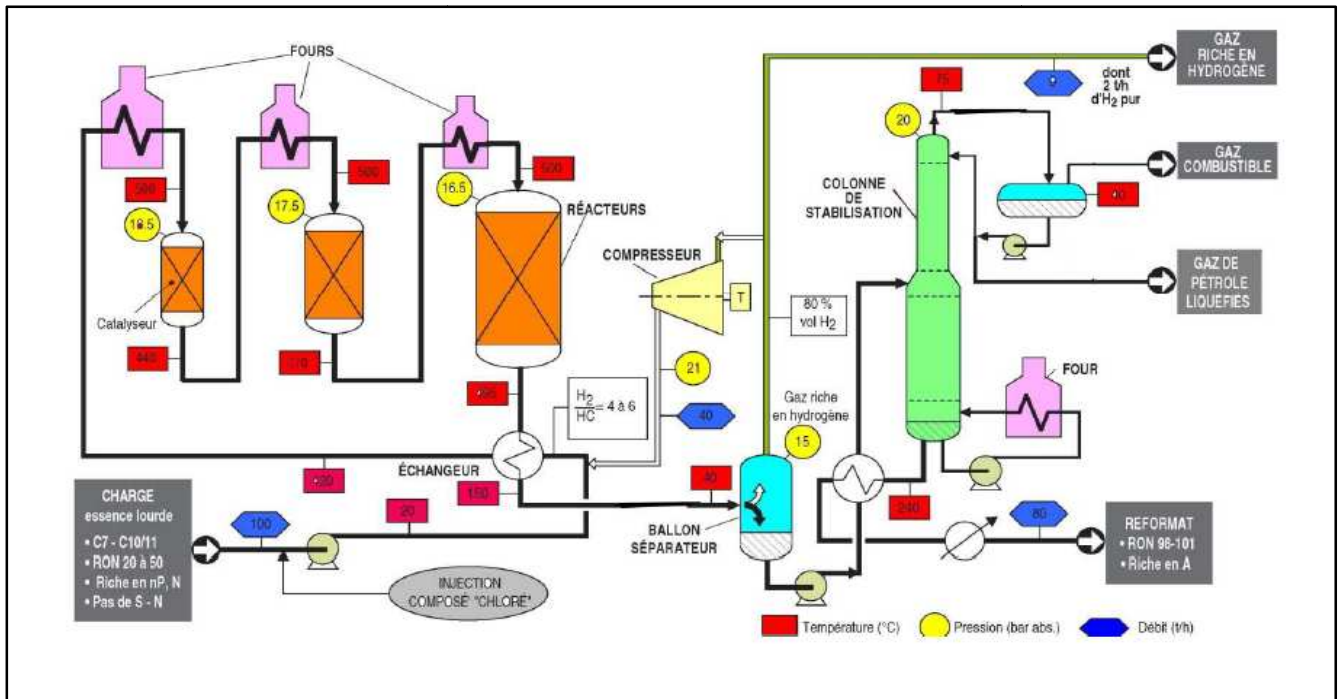 FOURS
500
500
500
18.5
17.5
16.5
RÉACTEURS
Catalyseur
COMPRESSEUR
T
21
40
H2
HC = 4 à 6
ÉCHANGEUR
20
100
CHARGE
essence lourde
• C7 - C10/11
• RON 20 à 50
• Riche en nP, N
• Pas de S - N
INJECTION
COMPOSÉ "CHLORÉ"
40
80 %
vol H2
Gaz riche
en hydrogène
15
BALLON
SÉPARATEUR
75
20
COLONNE
DE
STABILISATION
dont
2 t/h
d'H2 pur
GAZ
RICHE EN
HYDROGÈNE
GAZ
COMBUSTIBLE
GAZ DE
PÉTROLE
LIQUEFIÉS
FOUR
240
REFORMAT
• RON 98-101
• Riche en A
Température (°C)
Pression (bar abs.)
Débit (t/h)